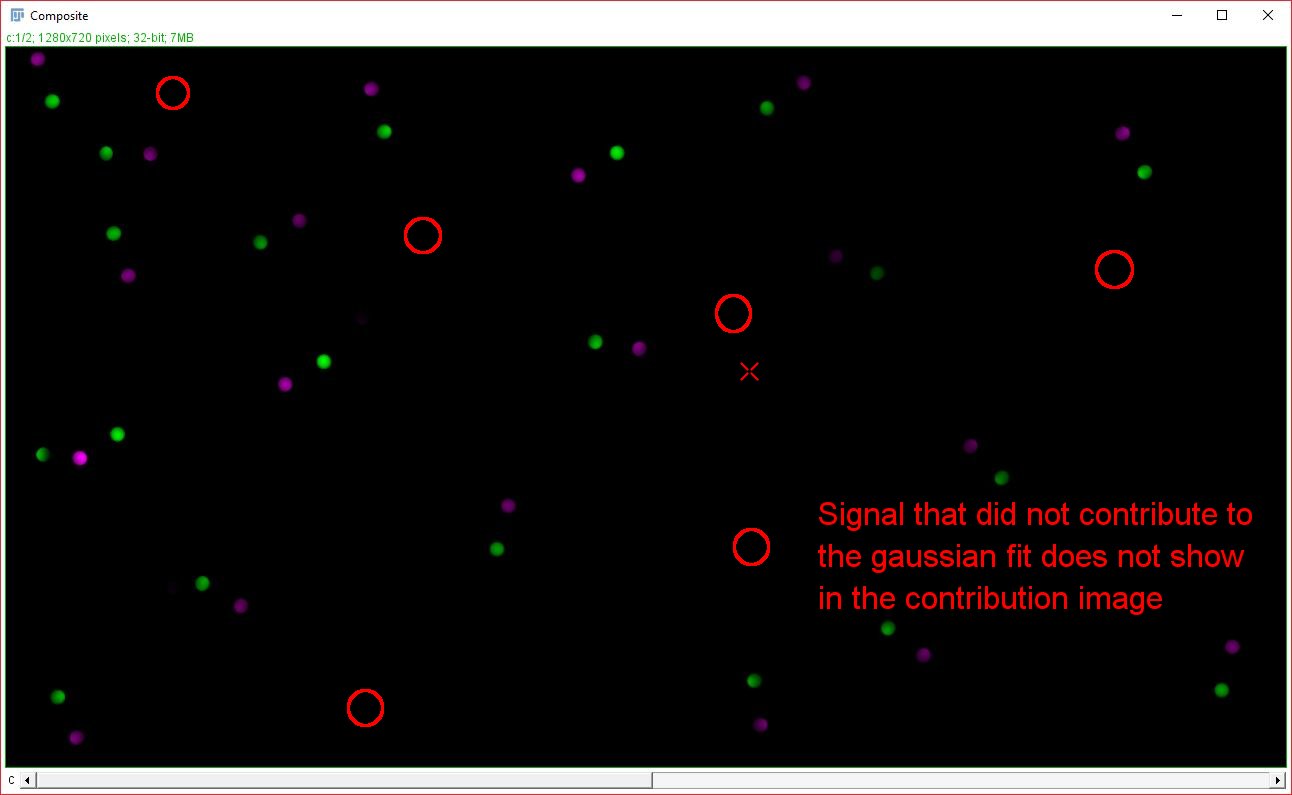 Composite
c:1/2; 1280x720 pixels; 32-bit; 7MB
Signal that did not contribute to
the gaussian fit does not show
in the contribution image
c